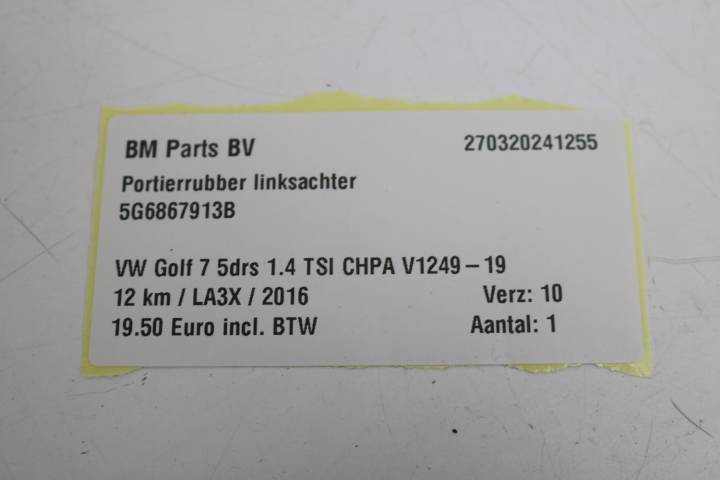 BM Parts BV 270320241255
Portierrubber linksachter
5G6867913B
VW Golf 7 5drs 1.4 TSI CHPA V1249-19
12 km / LA3X / 2016 Verz: 10
19.50 Euro incl. BTW Aantal: 1